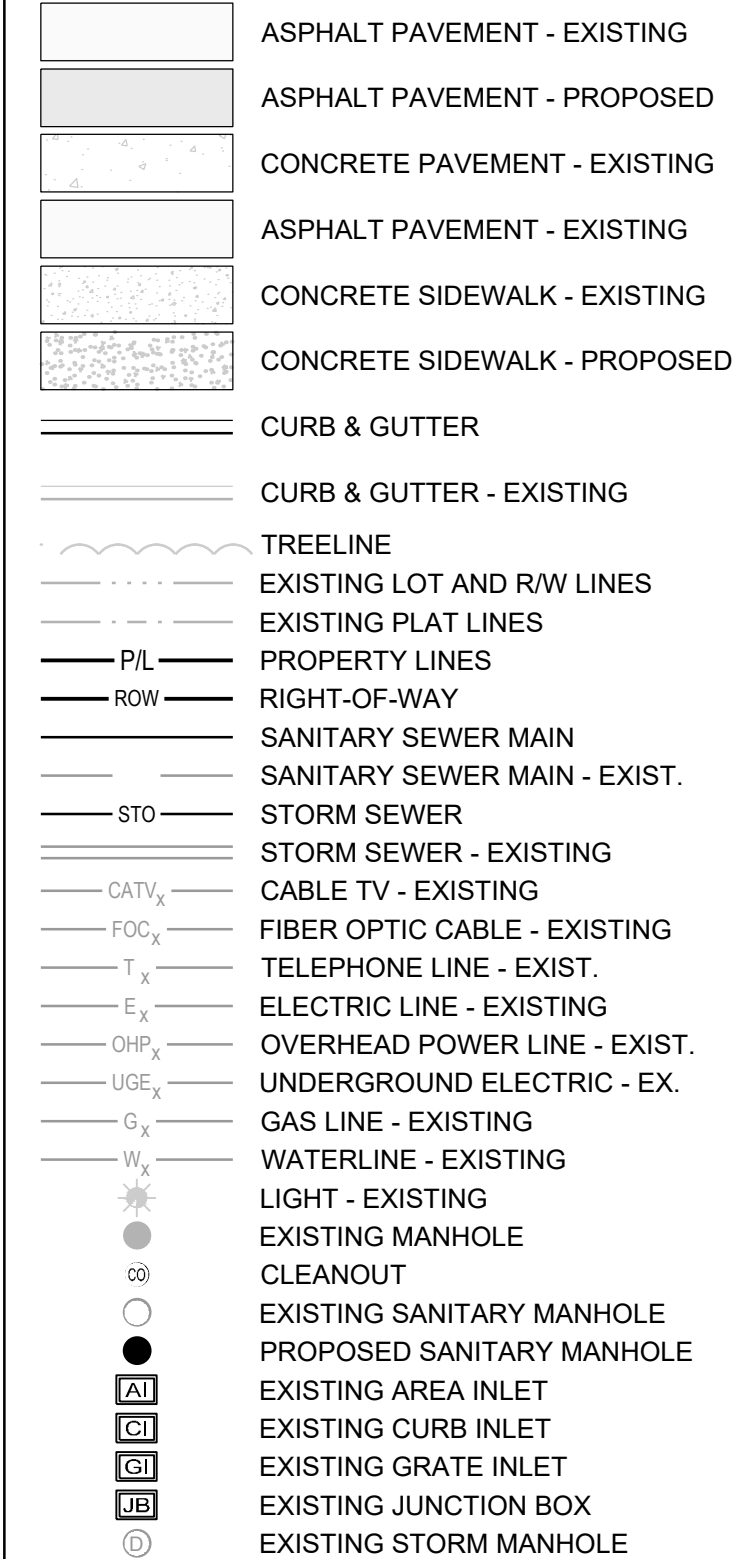 ASPHALT PAVEMENT - EXISTING
ASPHALT PAVEMENT - PROPOSED
CONCRETE PAVEMENT - EXISTING
ASPHALT PAVEMENT - EXISTING
CONCRETE SIDEWALK - EXISTING
CONCRETE SIDEWALK - PROPOSED
CURB & GUTTER
CURB & GUTTER - EXISTING
TREELINE
EXISTING LOT AND R/W LINES
EXISTING PLAT LINES
P/L PROPERTY LINES
ROW RIGHT-OF-WAY
SANITARY SEWER MAIN
SANITARY SEWER MAIN - EXIST.
STO STORM SEWER
STORM SEWER - EXISTING
CATVX CABLE TV - EXISTING
FOCX FIBER OPTIC CABLE - EXISTING
T X TELEPHONE LINE - EXIST.
E X ELECTRIC LINE - EXISTING
OHPX OVERHEAD POWER LINE - EXIST.
UGEX UNDERGROUND ELECTRIC - EX.
G X GAS LINE - EXISTING
WX WATERLINE - EXISTING
LIGHT - EXISTING
EXISTING MANHOLE
CO CLEANOUT
EXISTING SANITARY MANHOLE
PROPOSED SANITARY MANHOLE
AI EXISTING AREA INLET
CI EXISTING CURB INLET
GI EXISTING GRATE INLET
JB EXISTING JUNCTION BOX
D EXISTING STORM MANHOLE